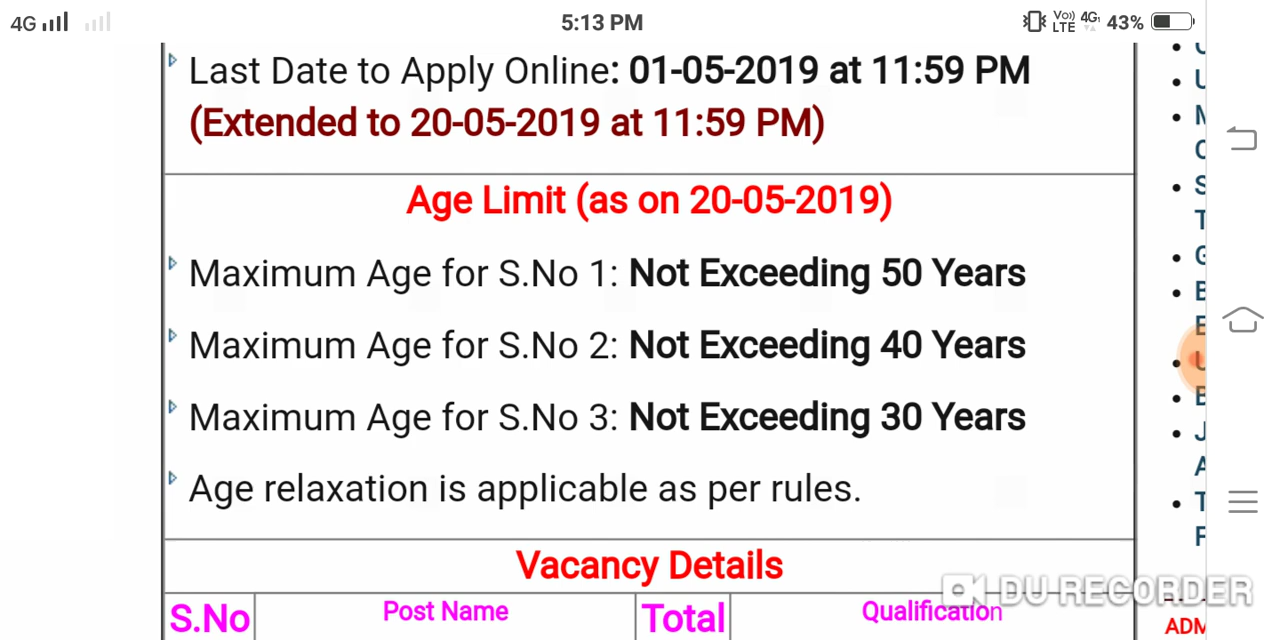 4G 5:13 PM Vo)) LTE 4G 43%
Last Date to Apply Online: 01-05-2019 at 11:59 PM
(Extended to 20-05-2019 at 11:59 PM)
Age Limit (as on 20-05-2019)
Maximum Age for S.No 1: Not Exceeding 50 Years
Maximum Age for S.No 2: Not Exceeding 40 Years
Maximum Age for S.No 3: Not Exceeding 30 Years
Age relaxation is applicable as per rules.
Vacancy Details
S.No Post Name Total Qualification
DU RECORDER
ADM